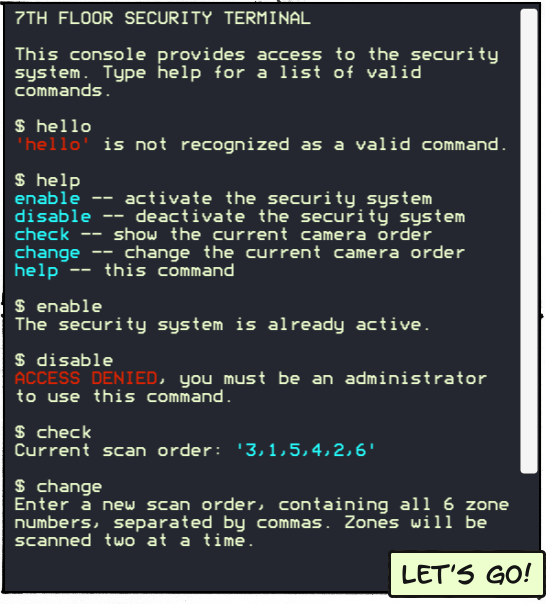 7TH FLOOR SECURITY TERMINAL
This console provides access to the security
system. Type help for a list of valid
commands.
$ hello
'hello' is not recognized as a valid command.
$ help
enable -- activate the security system
disable -- deactivate the security system
check -- show the current camera order
change -- change the current camera order
help -- this command
$ enable
The security system is already active.
$ disable
ACCESS DENIED, you must be an administrator
to use this command.
$ check
Current scan order: '3,1,5,4,2,6'
$ change
Enter a new scan order, containing all 6 zone
numbers, separated by commas. Zones will be
scanned two at a time.
LET'S GO!